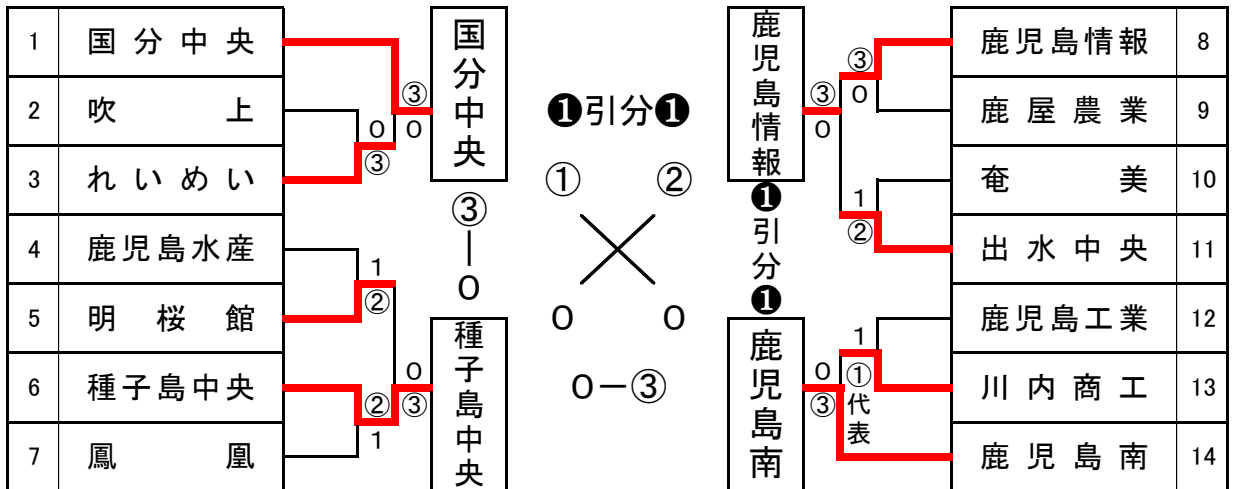 1 国分中央
2 吹上
3 れいめい
4 鹿児島水産
5 明桜館
6 種子島中央
7 鳳凰
0
③
③
0
1
②
②
1
0
③
国分中央
③―0
種子島中央
❶引分❶
① ②
0 0
0－③
鹿児島情報
❶引分❶
鹿児島南
③
0
0
③
③
0
1
②
1
①代表
鹿児島情報 8
鹿屋農業 9
奄美 10
出水中央 11
鹿児島工業 12
川内商工 13
鹿児島南 14